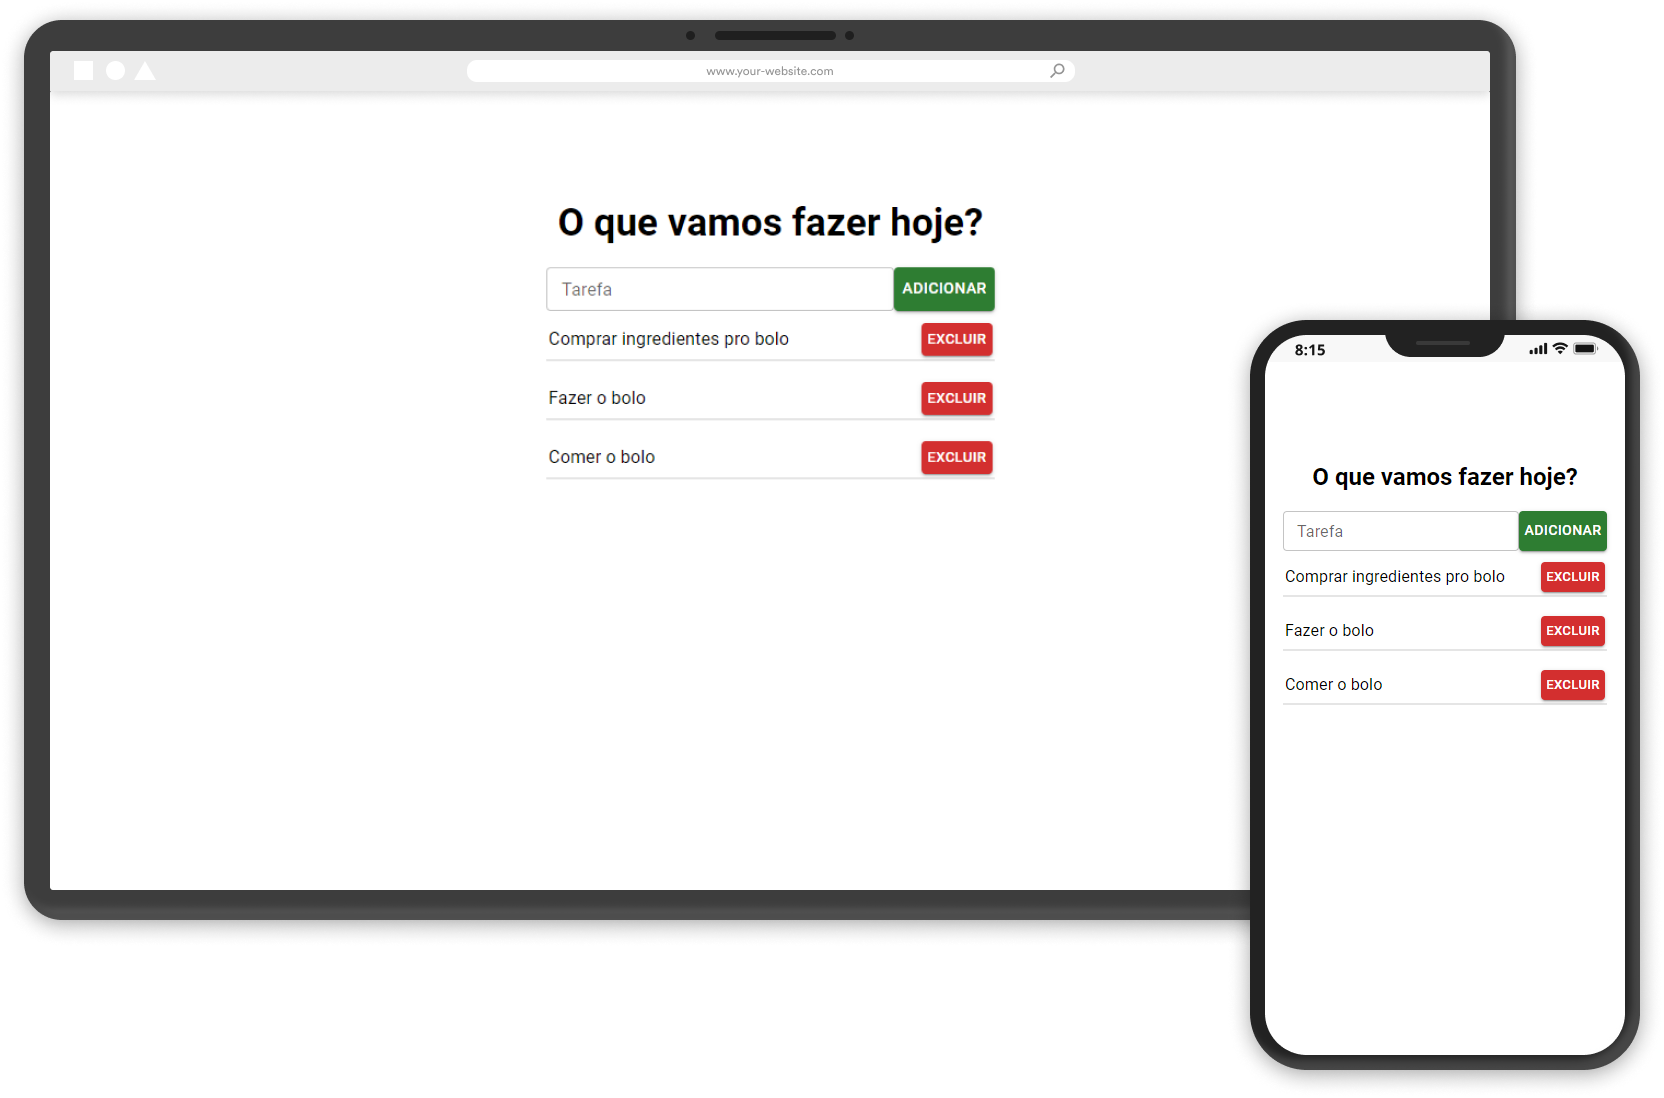 www.your-website.com
O que vamos fazer hoje?
Tarefa
ADICIONAR
Comprar ingredientes pro bolo
EXCLUIR
Fazer o bolo
EXCLUIR
Comer o bolo
EXCLUIR
8:15
O que vamos fazer hoje?
Tarefa
ADICIONAR
Comprar ingredientes pro bolo
EXCLUIR
Fazer o bolo
EXCLUIR
Comer o bolo
EXCLUIR